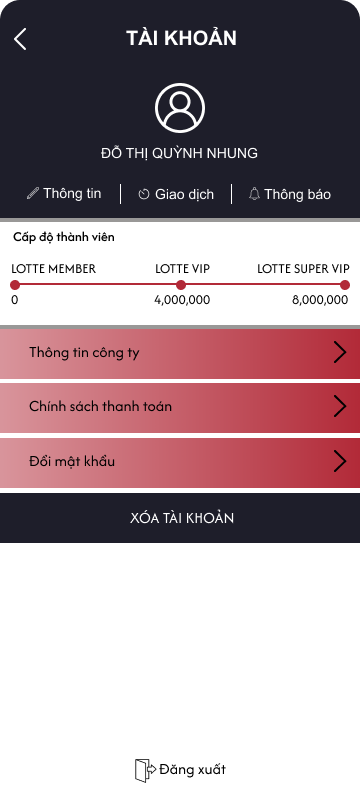 TÀI KHOẢN
ĐỖ THỊ QUỲNH NHUNG
Thông tin
Giao dịch
Thông báo
Cấp độ thành viên
LOTTE MEMBER LOTTE VIP LOTTE SUPER VIP
0 4,000,000 8,000,000
Thông tin công ty
Chính sách thanh toán
Đổi mật khẩu
XÓA TÀI KHOẢN
Đăng xuất